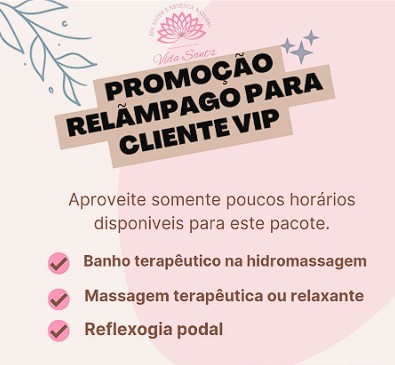 Vida Sant's
PROMOÇÃO
RELÂMPAGO PARA
CLIENTE VIP
Aproveite somente poucos horários
disponiveis para este pacote.
Banho terapêutico na hidromassagem
Massagem terapêutica ou relaxante
Reflexogia podal